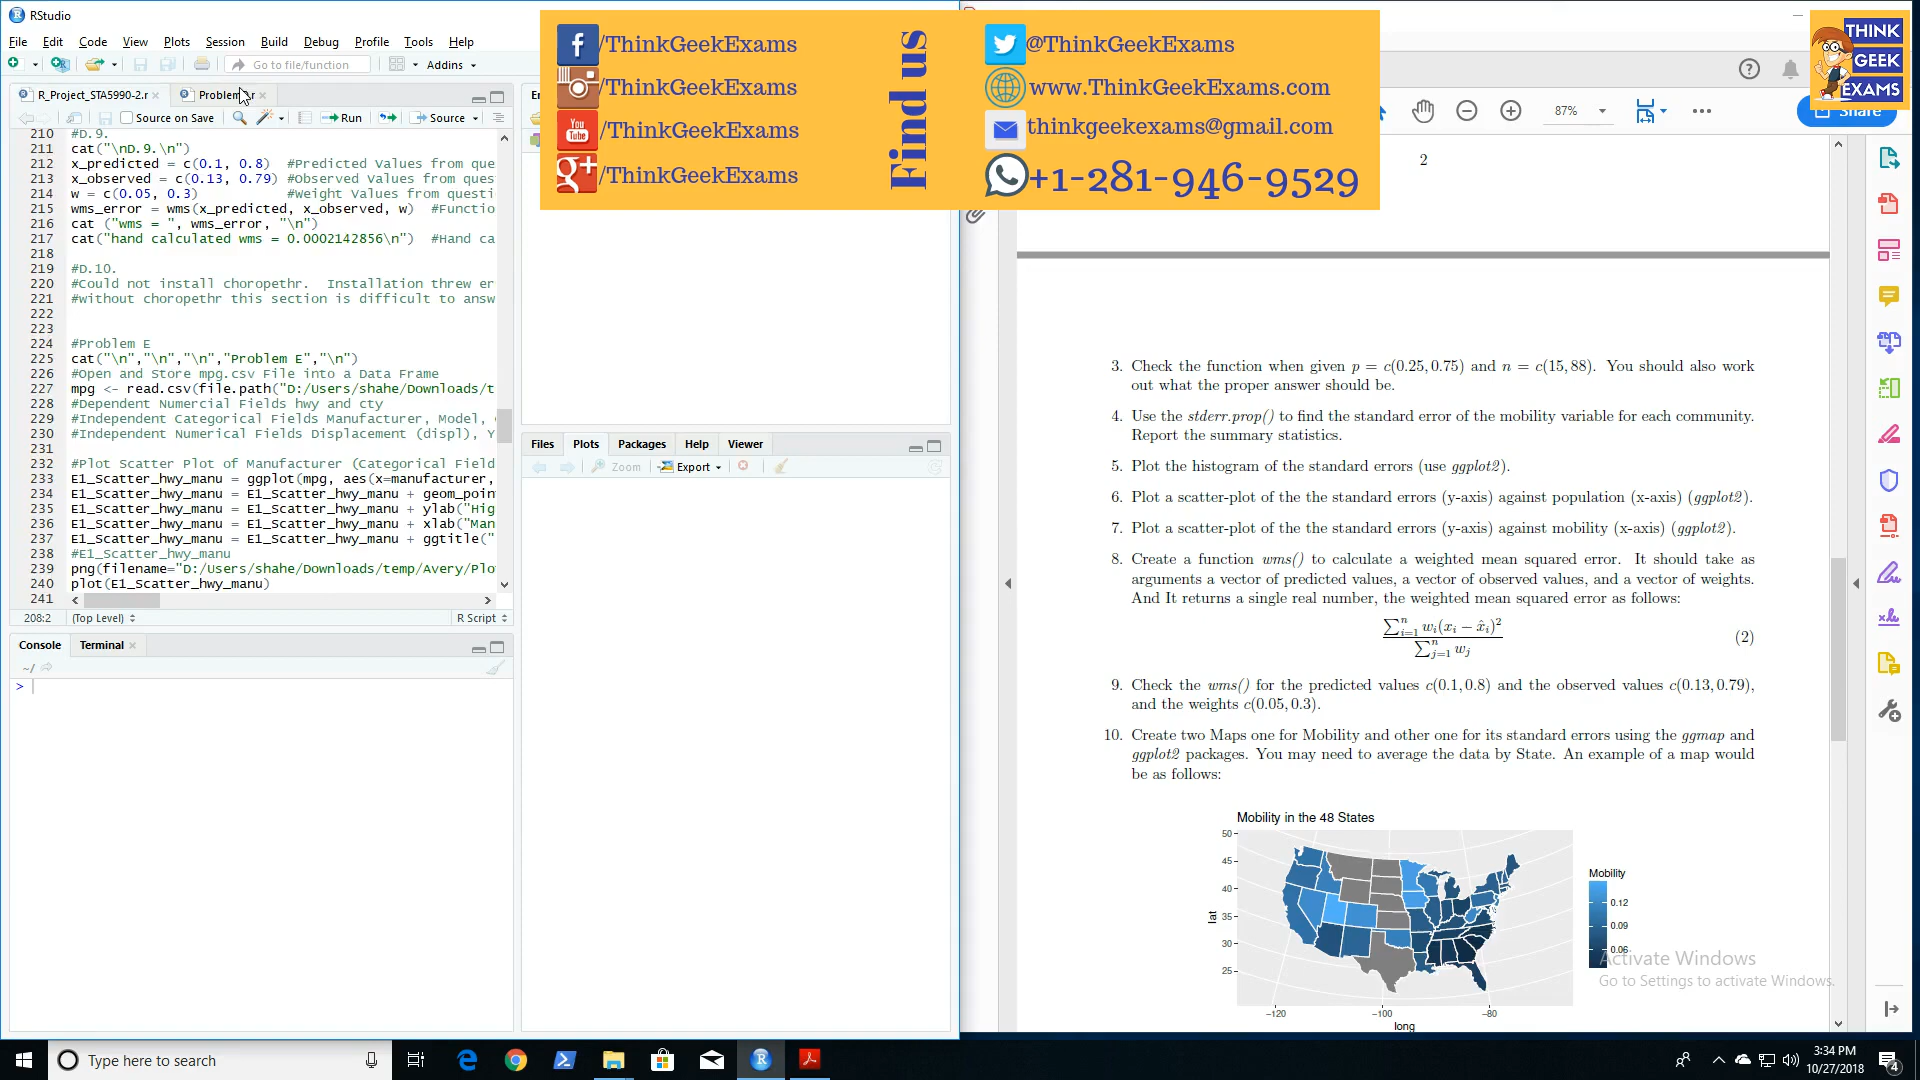 RStudio
File Edit Code View Plots Session Build Debug Profile Tools Help
Go to file/function
Addins
R_Project_STA5990-2.r
Source on Save
Run
Source
210 #D.9.
211 cat("\nD.9.\n")
212 x_predicted = c(0.1, 0.8) #Predicted Values from que
213 x_observed = c(0.13, 0.79) #Observed Values from ques
214 w = c(0.05, 0.3) #Weight Values from questi
215 wms_error = wms(x_predicted, x_observed, w) #Functio
216 cat ("wms = ", wms_error, "\n")
217 cat("hand calculated wms = 0.0002142856\n") #Hand ca
218
219 #D.10.
220 #Could not install choropethr. Installation threw er
221 #without choropethr this section is difficult to answ
222
223
224 #Problem E
225 cat("\n","\n","\n","Problem E","\n")
226 #Open and Store mpg.csv File into a Data Frame
227 mpg <- read.csv(file.path("D:/Users/shahe/Downloads/t
228 #Dependent Numercial Fields hwy and cty
229 #Independent Categorical Fields Manufacturer, Model,
230 #Independent Numerical Fields Displacement (displ), Y
231
232 #Plot Scatter Plot of Manufacturer (Categorical Field
233 E1_Scatter_hwy_manu = ggplot(mpg, aes(x=manufacturer,
234 E1_Scatter_hwy_manu = E1_Scatter_hwy_manu + geom_poin
235 E1_Scatter_hwy_manu = E1_Scatter_hwy_manu + ylab("Hig
236 E1_Scatter_hwy_manu = E1_Scatter_hwy_manu + xlab("Man
237 E1_Scatter_hwy_manu = E1_Scatter_hwy_manu + ggtitle("
238 #E1_Scatter_hwy_manu
239 png(filename="D:/Users/shahe/Downloads/temp/Avery/Plo
240 plot(E1_Scatter_hwy_manu)
241
208:2 (Top Level) R Script
Console Terminal
~/
>
Files Plots Packages Help Viewer
Zoom Export
/ThinkGeekExams
/ThinkGeekExams
You
Tube /ThinkGeekExams
g+ /ThinkGeekExams
Find us
@ThinkGeekExams
www.ThinkGeekExams.com
thinkgeekexams@gmail.com
+1-281-946-9529
THINK
GEEK
EXAMS
87%
Share
2
3. Check the function when given p = c(0.25, 0.75) and n = c(15, 88). You should also work
out what the proper answer should be.
4. Use the stderr.prop() to find the standard error of the mobility variable for each community.
Report the summary statistics.
5. Plot the histogram of the standard errors (use ggplot2).
6. Plot a scatter-plot of the the standard errors (y-axis) against population (x-axis) (ggplot2).
7. Plot a scatter-plot of the the standard errors (y-axis) against mobility (x-axis) (ggplot2).
8. Create a function wms() to calculate a weighted mean squared error. It should take as
arguments a vector of predicted values, a vector of observed values, and a vector of weights.
And It returns a single real number, the weighted mean squared error as follows:
∑ⁿᵢ₌₁ wᵢ(xᵢ − x̂ᵢ)²
∑ⁿⱼ₌₁ wⱼ
(2)
9. Check the wms() for the predicted values c(0.1, 0.8) and the observed values c(0.13, 0.79),
and the weights c(0.05, 0.3).
10. Create two Maps one for Mobility and other one for its standard errors using the ggmap and
ggplot2 packages. You may need to average the data by State. An example of a map would
be as follows:
Mobility in the 48 States
50
45
40
35
30
25
lat
-120 -100 -80
long
Mobility
0.12
0.09
0.06
Activate Windows
Go to Settings to activate Windows.
Type here to search
3:34 PM
10/27/2018
4